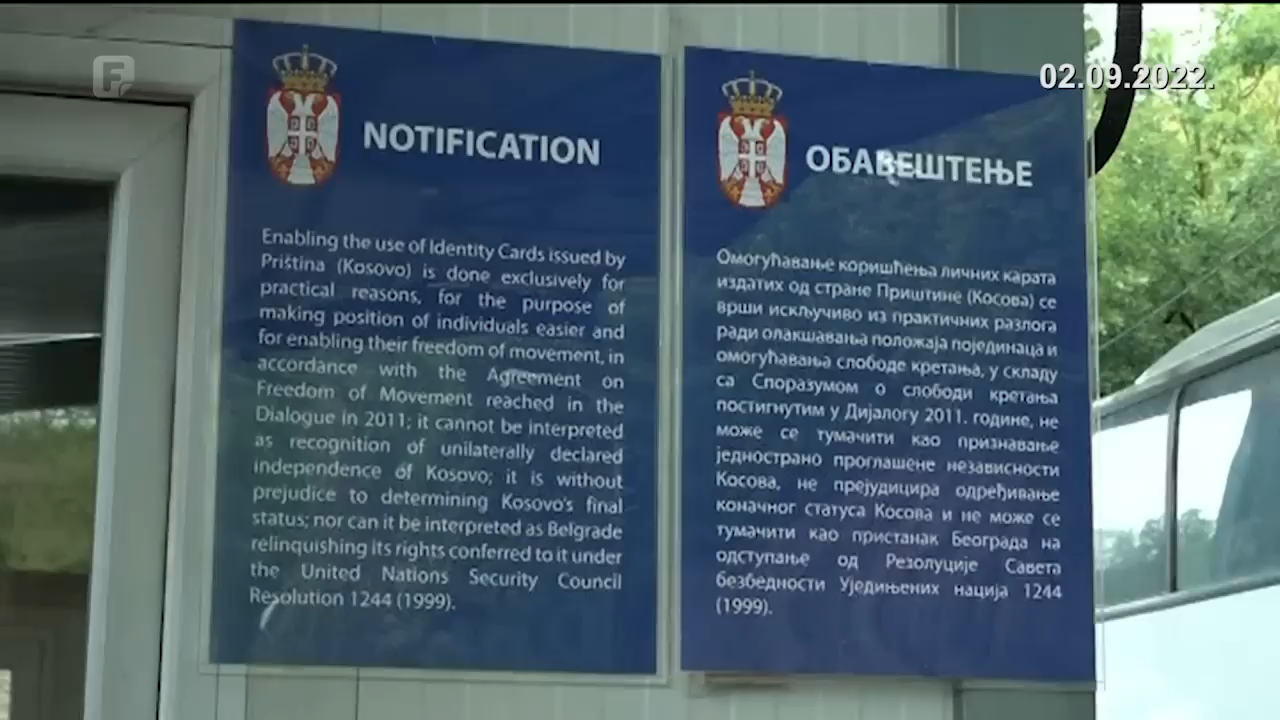 F
02.09.2022.
NOTIFICATION
Enabling the use of Identity Cards issued by
Priština (Kosovo) is done exclusively for
practical reasons, for the purpose of
making position of individuals easier and
for enabling their freedom of movement, in
accordance with the Agreement on
Freedom of Movement reached in the
Dialogue in 2011; it cannot be interpreted
as recognition of unilaterally declared
independence of Kosovo; it is without
prejudice to determining Kosovo's final
status; nor can it be interpreted as Belgrade
relinquishing its rights conferred to it under
the United Nations Security Council
Resolution 1244 (1999).
ОБАВЕШТЕЊЕ
Омогућавање коришћења личних карата
издатих од стране Приштине (Косова) се
врши искључиво из практичних разлога
ради олакшавања положаја појединаца и
омогућавања слободе кретања, у складу
са Споразумом о слободи кретања
постигнутим у Дијалогу 2011. године, не
може се тумачити као признавање
једнострано проглашене независности
Косова, не прејудицира одређивање
коначног статуса Косова и не може се
тумачити као пристанак Београда на
одступање од Резолуције Савета
безбедности Уједињених нација 1244
(1999).